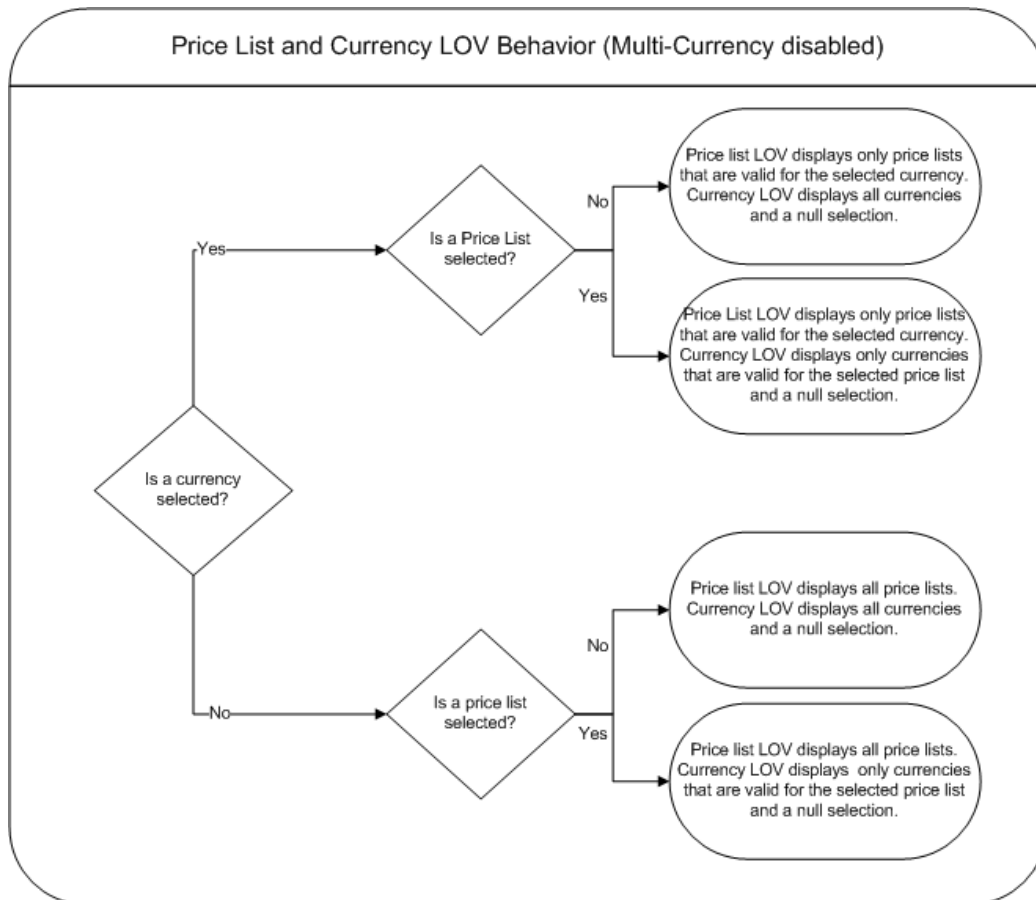 Price List and Currency LOV Behavior (Multi-Currency disabled)
Price list LOV displays only price lists
that are valid for the selected currency.
Currency LOV displays all currencies
and a null selection.
No
Is a Price List
selected?
Yes
Yes
Price List LOV displays only price lists
that are valid for the selected currency.
Currency LOV displays only currencies
that are valid for the selected price list
and a null selection.
Is a currency
selected?
Price list LOV displays all price lists.
Currency LOV displays all currencies
and a null selection.
No
Is a price list
selected?
No
Yes
Price list LOV displays all price lists.
Currency LOV displays  only currencies
that are valid for the selected price list
and a null selection.